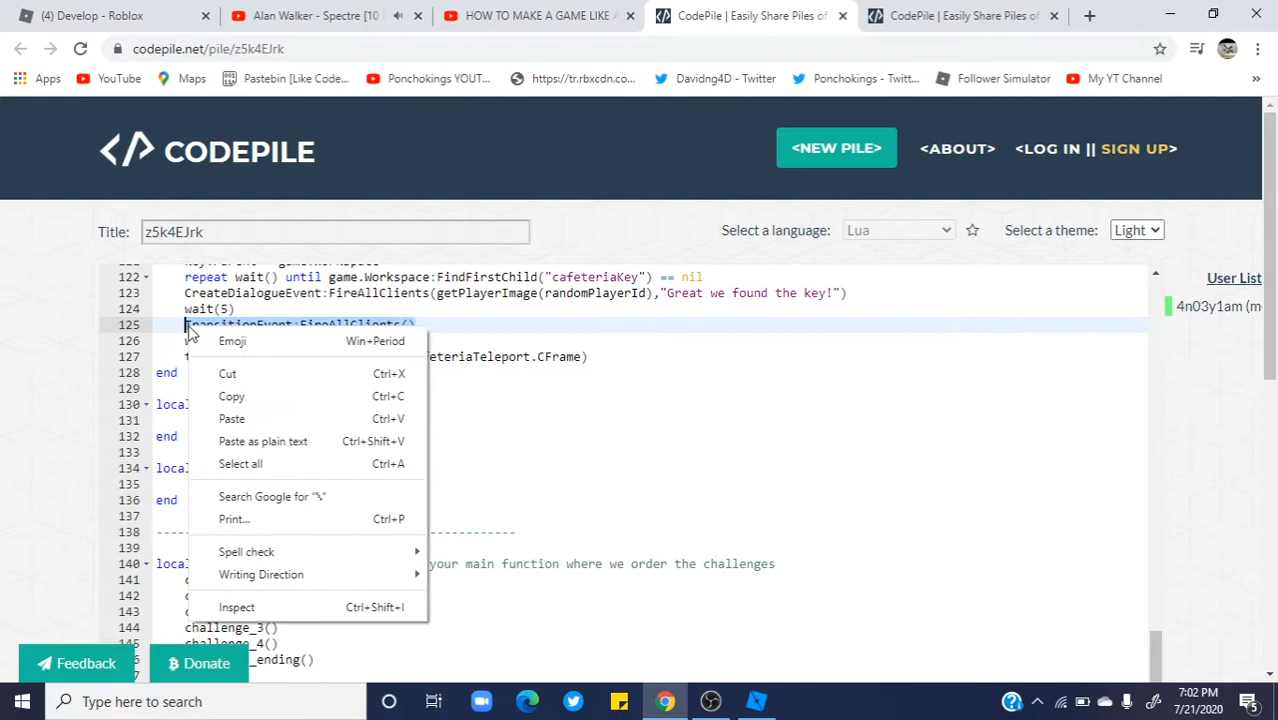 (4) Develop - Roblox
Alan Walker - Spectre [10
HOW TO MAKE A GAME LIKE A
CodePile | Easily Share Piles of
CodePile | Easily Share Piles of
codepile.net/pile/z5k4EJrk
Apps
YouTube
Maps
Pastebin [Like Code...
Ponchokings YOUT...
https://tr.rbxcdn.co...
Davidng4D - Twitter
Ponchokings - Twitt...
Follower Simulator
My YT Channel
»
</> CODEPILE
<NEW PILE>
<ABOUT>
<LOG IN || SIGN UP>
Title:
z5k4EJrk
Select a language:
Lua
Select a theme:
Light
User List
4n03y1am (m
122 repeat wait() until game.Workspace:FindFirstChild("cafeteriaKey") == nil
123 CreateDialogueEvent:FireAllClients(getPlayerImage(randomPlayerId),"Great we found the key!")
124 wait(5)
125 TransitionEvent:FireAllClients()
126
127 feteriaTeleport.CFrame)
128 end
129
130 loca
131
132 end
133
134 loca
135
136 end
137
138
139
140 loca your main function where we order the challenges
141
142
143
144 challenge_3()
145 challenge_4()
ending()
Emoji Win+Period
Cut Ctrl+X
Copy Ctrl+C
Paste Ctrl+V
Paste as plain text Ctrl+Shift+V
Select all Ctrl+A
Search Google for "
Print... Ctrl+P
Spell check
Writing Direction
Inspect Ctrl+Shift+I
Feedback
Donate
Type here to search
7:02 PM
7/21/2020
5